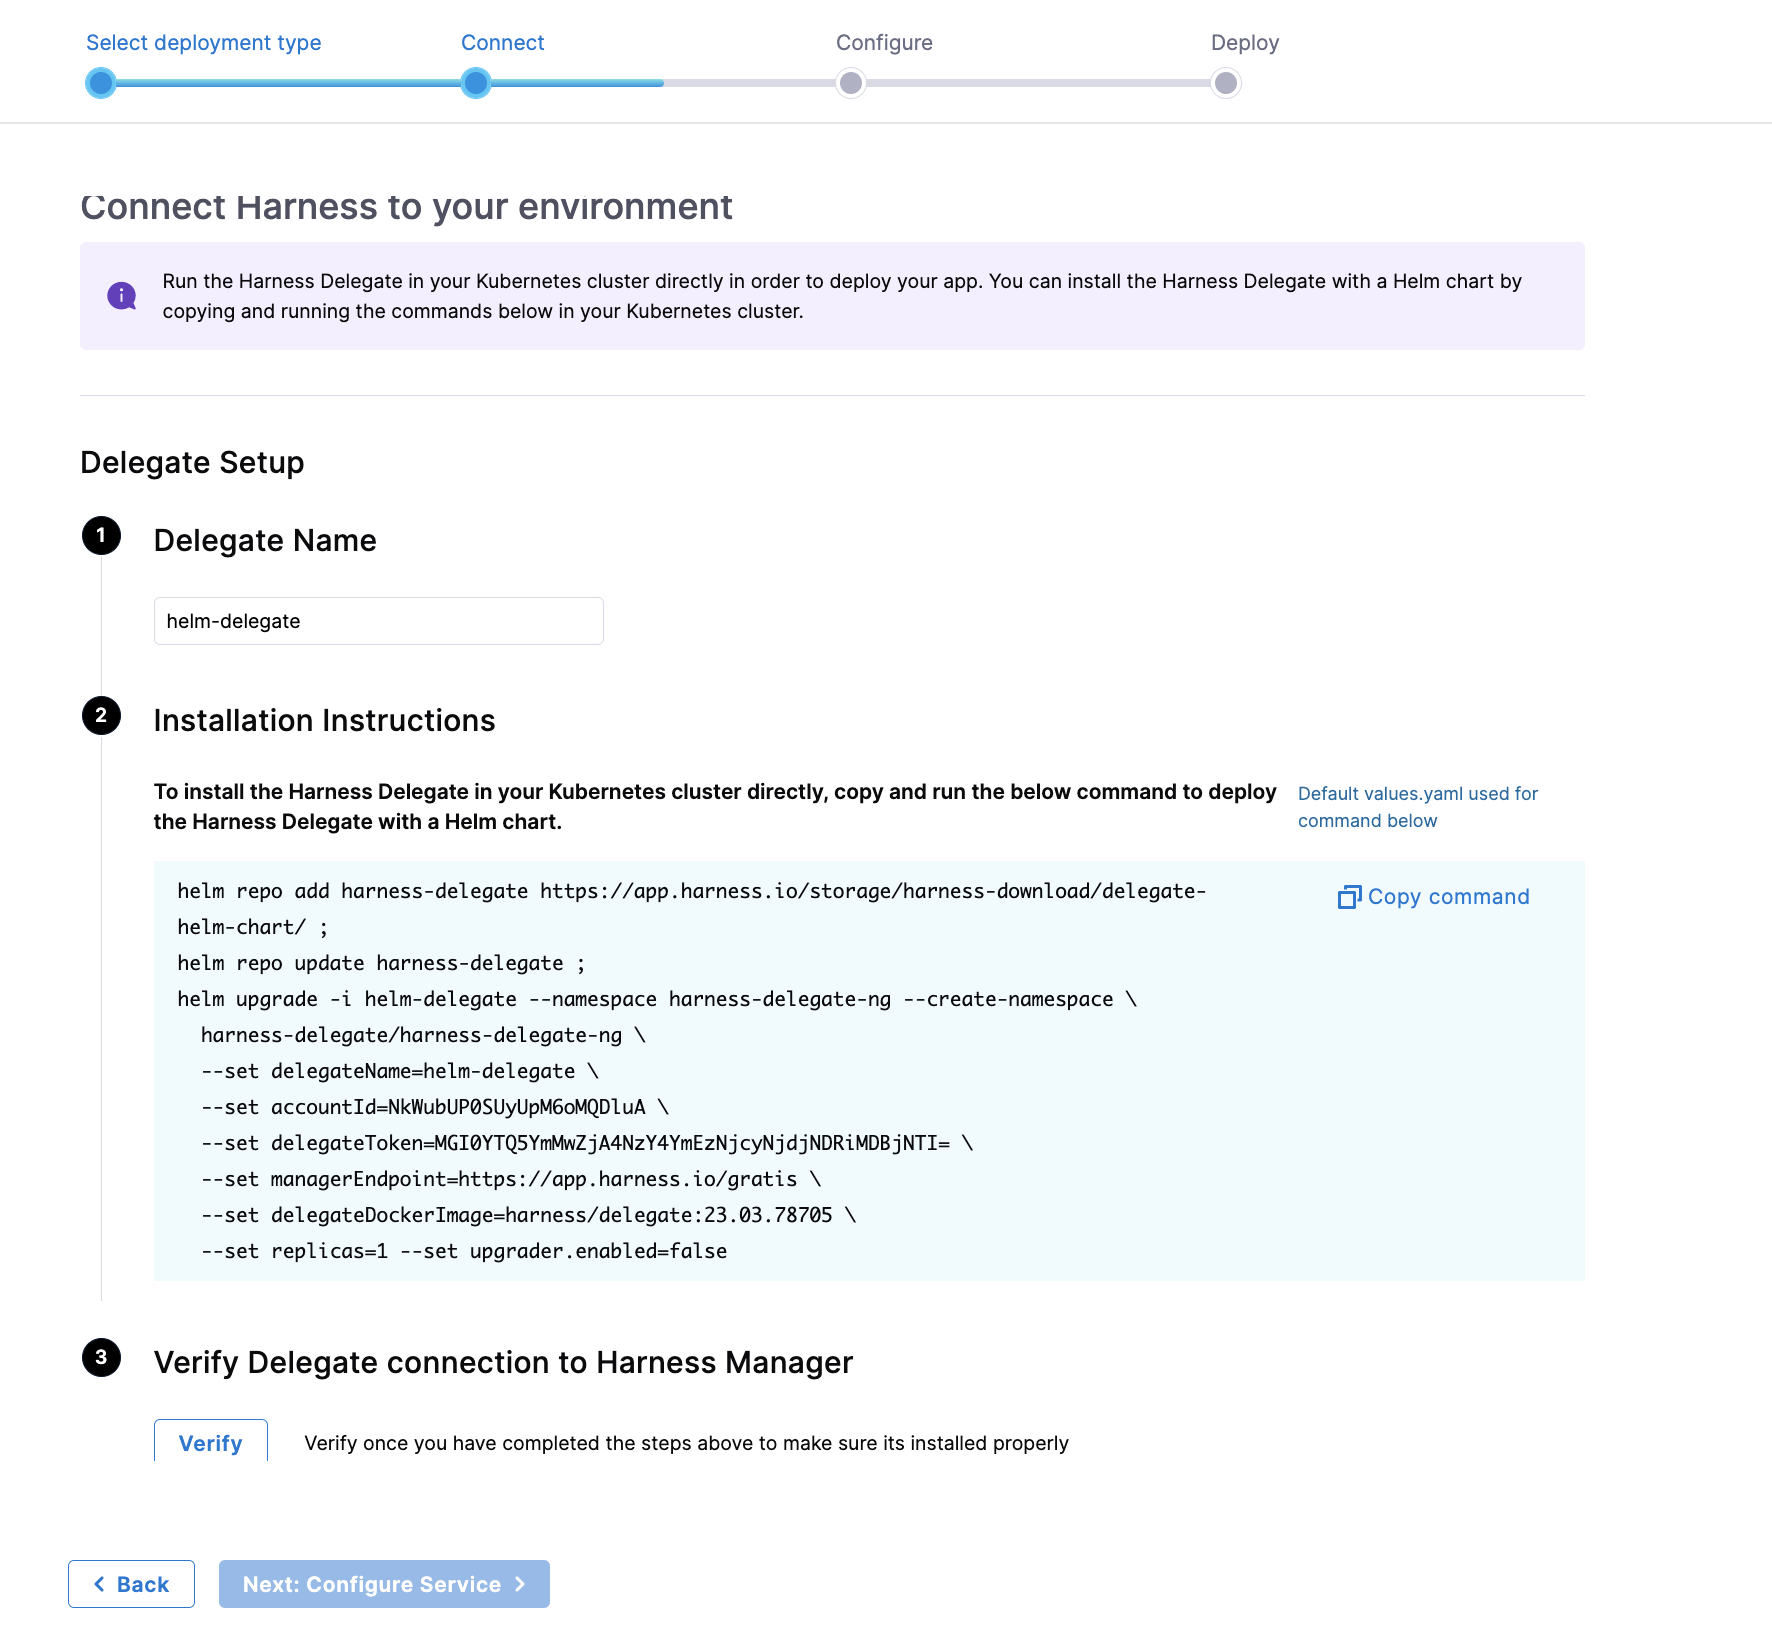 Select deployment type
Connect
Configure
Deploy
Connect Harness to your environment
Run the Harness Delegate in your Kubernetes cluster directly in order to deploy your app. You can install the Harness Delegate with a Helm chart by
copying and running the commands below in your Kubernetes cluster.
Delegate Setup
1
Delegate Name
helm-delegate
2
Installation Instructions
To install the Harness Delegate in your Kubernetes cluster directly, copy and run the below command to deploy
the Harness Delegate with a Helm chart.
Default values.yaml used for
command below
helm repo add harness-delegate https://app.harness.io/storage/harness-download/delegate-
helm-chart/ ;
Copy command
helm repo update harness-delegate ;
helm upgrade -i helm-delegate --namespace harness-delegate-ng --create-namespace \
harness-delegate/harness-delegate-ng \
--set delegateName=helm-delegate \
--set accountId=NkWubUP0SUyUpM6oMQDluA \
--set delegateToken=MGI0YTQ5YmMwZjA4NzY4YmEzNjcyNjdjNDRiMDBjNTI= \
--set managerEndpoint=https://app.harness.io/gratis \
--set delegateDockerImage=harness/delegate:23.03.78705 \
--set replicas=1 --set upgrader.enabled=false
3
Verify Delegate connection to Harness Manager
Verify
Verify once you have completed the steps above to make sure its installed properly
Back
Next: Configure Service